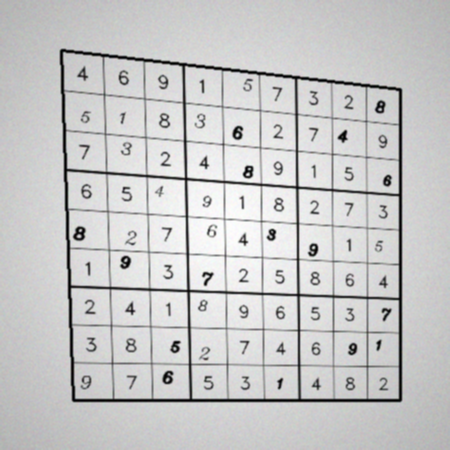 4 6 9 1 5 7 3 2 8
5 1 8 3 6 2 7 4 9
7 3 2 4 8 9 1 5 6
6 5 4 9 1 8 2 7 3
8 2 7 6 4 3 9 1 5
1 9 3 7 2 5 8 6 4
2 4 1 8 9 6 5 3 7
3 8 5 2 7 4 6 9 1
9 7 6 5 3 1 4 8 2